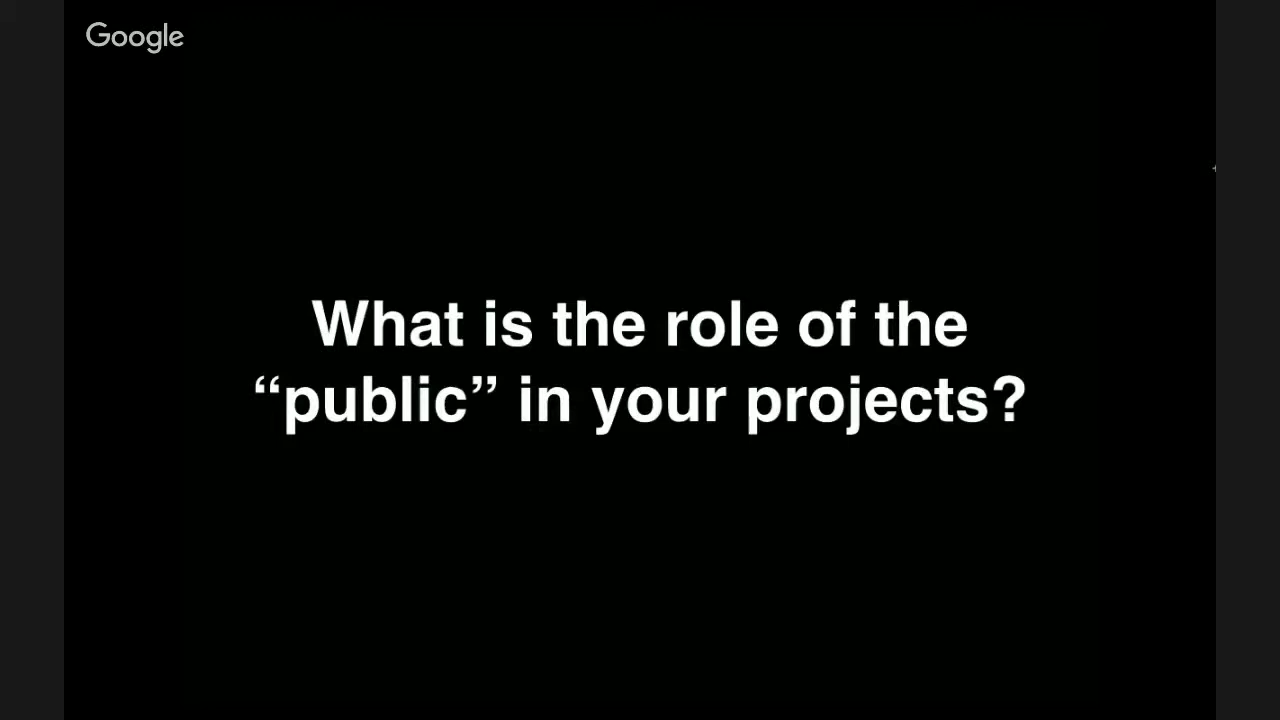 Google
What is the role of the
“public” in your projects?